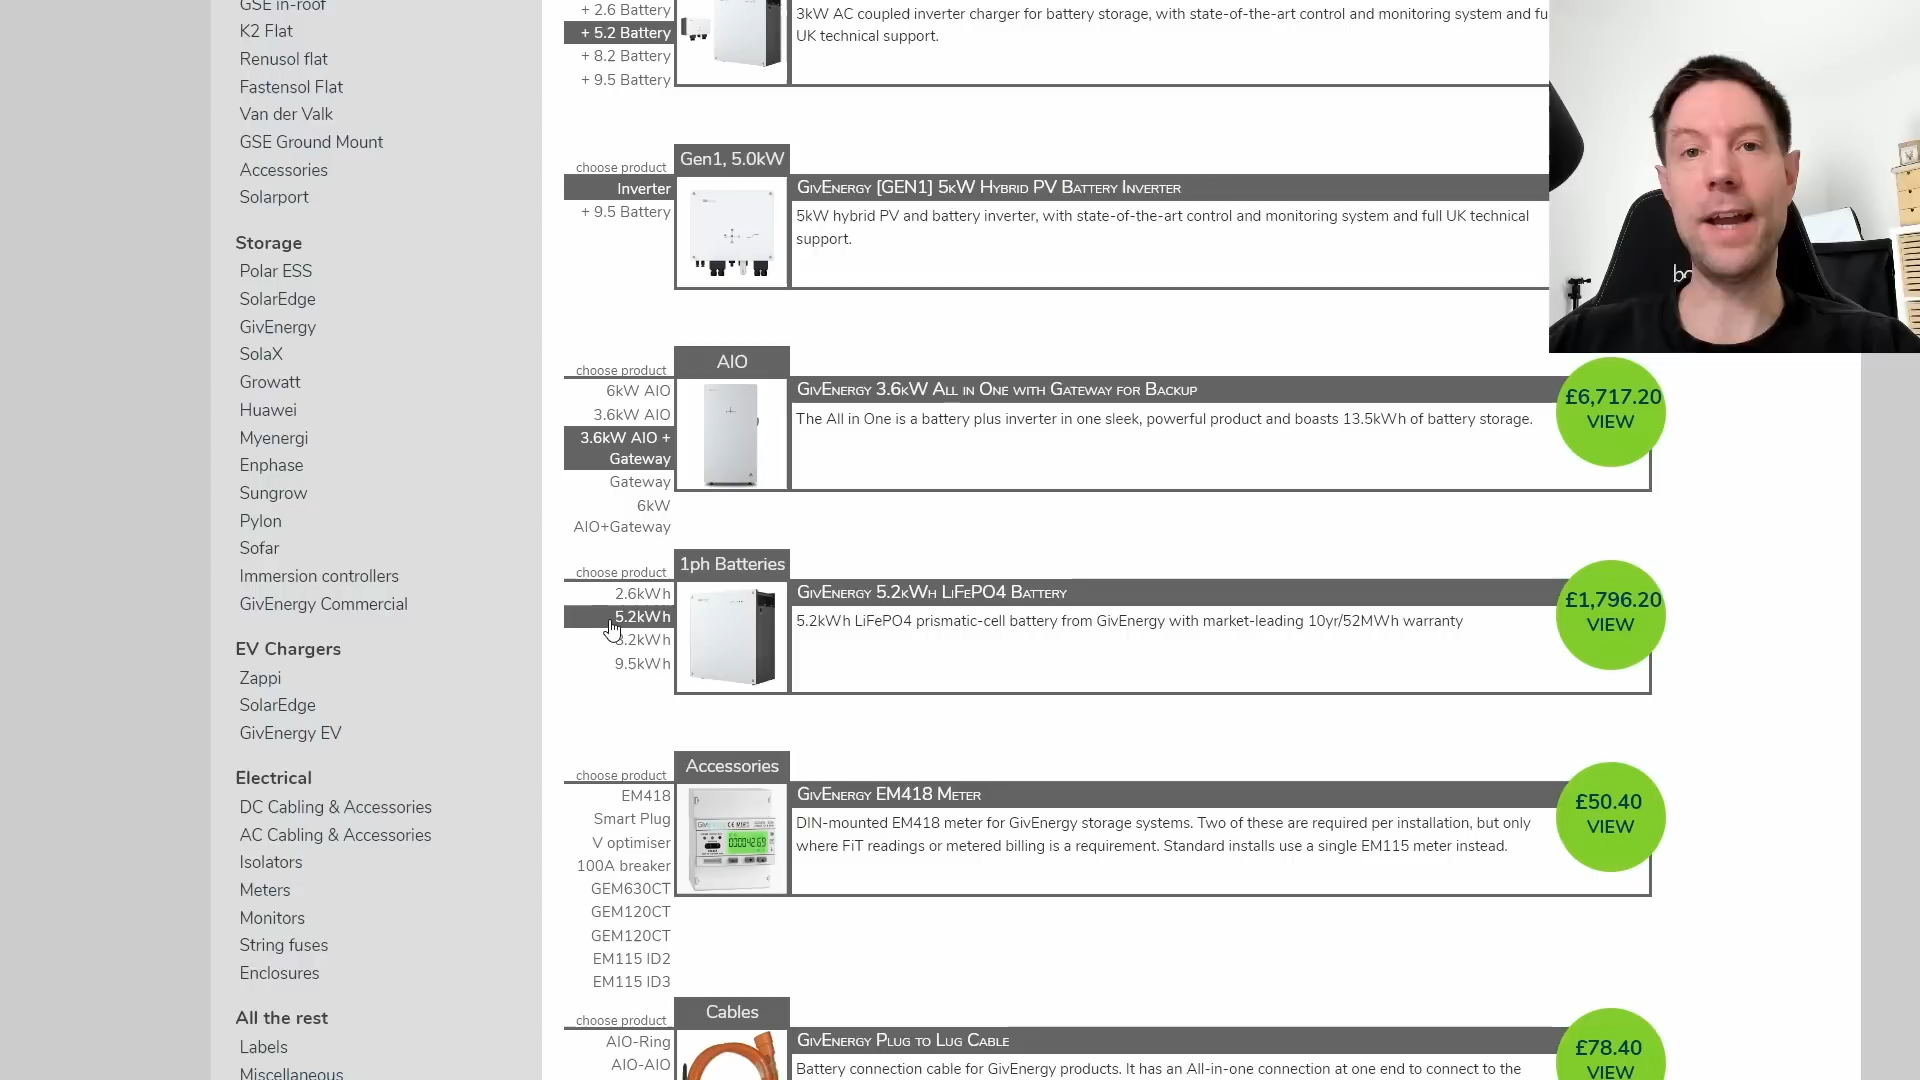 GSE in-roof
K2 Flat
Renusol flat
Fastensol Flat
Van der Valk
GSE Ground Mount
Accessories
Solarport
Storage
Polar ESS
SolarEdge
GivEnergy
SolaX
Growatt
Huawei
Myenergi
Enphase
Sungrow
Pylon
Sofar
Immersion controllers
GivEnergy Commercial
EV Chargers
Zappi
SolarEdge
GivEnergy EV
Electrical
DC Cabling & Accessories
AC Cabling & Accessories
Isolators
Meters
Monitors
String fuses
Enclosures
All the rest
Labels
Miscellaneous
+ 2.6 Battery
+ 5.2 Battery
+ 8.2 Battery
+ 9.5 Battery
3kW AC coupled inverter charger for battery storage, with state-of-the-art control and monitoring system and fu
UK technical support.
Gen1, 5.0kW
choose product
Inverter
+ 9.5 Battery
GivEnergy [GEN1] 5kW Hybrid PV Battery Inverter
5kW hybrid PV and battery inverter, with state-of-the-art control and monitoring system and full UK technical
support.
AIO
choose product
6kW AIO
3.6kW AIO
3.6kW AIO +
Gateway
Gateway
6kW
AIO+Gateway
GivEnergy 3.6kW All in One with Gateway for Backup
The All in One is a battery plus inverter in one sleek, powerful product and boasts 13.5kWh of battery storage.
£6,717.20
VIEW
1ph Batteries
choose product
2.6kWh
5.2kWh
8.2kWh
9.5kWh
GivEnergy 5.2kWh LiFePO4 Battery
5.2kWh LiFePO4 prismatic-cell battery from GivEnergy with market-leading 10yr/52MWh warranty
£1,796.20
VIEW
Accessories
choose product
EM418
Smart Plug
V optimiser
100A breaker
GEM630CT
GEM120CT
GEM120CT
EM115 ID2
EM115 ID3
GivEnergy EM418 Meter
DIN-mounted EM418 meter for GivEnergy storage systems. Two of these are required per installation, but only
where FiT readings or metered billing is a requirement. Standard installs use a single EM115 meter instead.
£50.40
VIEW
Cables
choose product
AIO-Ring
AIO-AIO
GivEnergy Plug to Lug Cable
Battery connection cable for GivEnergy products. It has an All-in-one connection at one end to connect to the
£78.40
VIEW